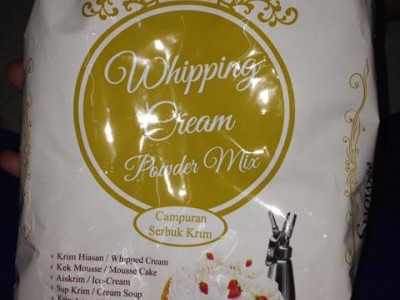 Whipping
Cream
Powder Mix
Campuran
Serbuk Krim
Krim Hiasan / Whipped Cream
Kek Mousse / Mousse Cake
Aiskrim / Ice-Cream
Sup Krim / Cream Soup